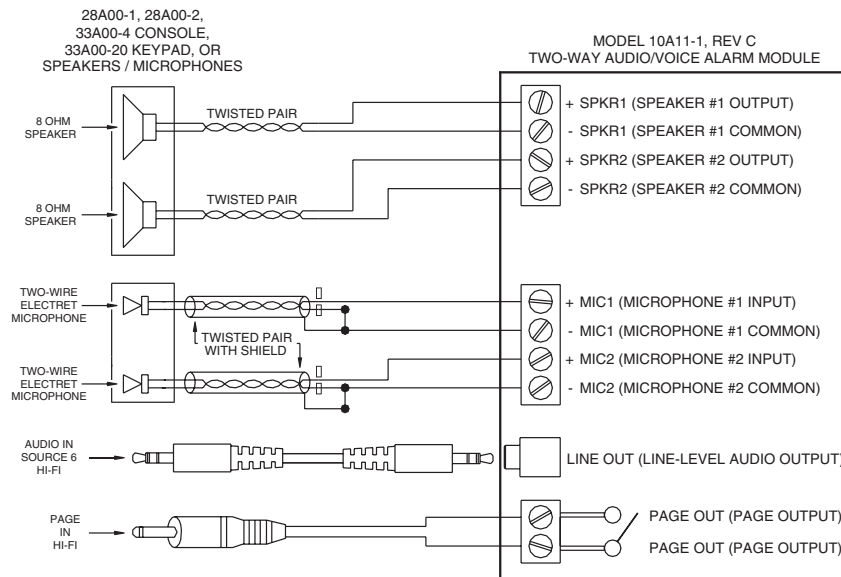 28A00-1, 28A00-2,
33A00-4 CONSOLE,
33A00-20 KEYPAD, OR
SPEAKERS / MICROPHONES
MODEL 10A11-1, REV C
TWO-WAY AUDIO/VOICE ALARM MODULE
8 OHM
SPEAKER
TWISTED PAIR
+ SPKR1 (SPEAKER #1 OUTPUT)
- SPKR1 (SPEAKER #1 COMMON)
8 OHM
SPEAKER
TWISTED PAIR
+ SPKR2 (SPEAKER #2 OUTPUT)
- SPKR2 (SPEAKER #2 COMMON)
TWO-WIRE
ELECTRET
MICROPHONE
TWISTED PAIR
WITH SHIELD
+ MIC1 (MICROPHONE #1 INPUT)
- MIC1 (MICROPHONE #1 COMMON)
TWO-WIRE
ELECTRET
MICROPHONE
+ MIC2 (MICROPHONE #2 INPUT)
- MIC2 (MICROPHONE #2 COMMON)
AUDIO IN
SOURCE 6
HI-FI
LINE OUT (LINE-LEVEL AUDIO OUTPUT)
PAGE
IN
HI-FI
PAGE OUT (PAGE OUTPUT)
PAGE OUT (PAGE OUTPUT)